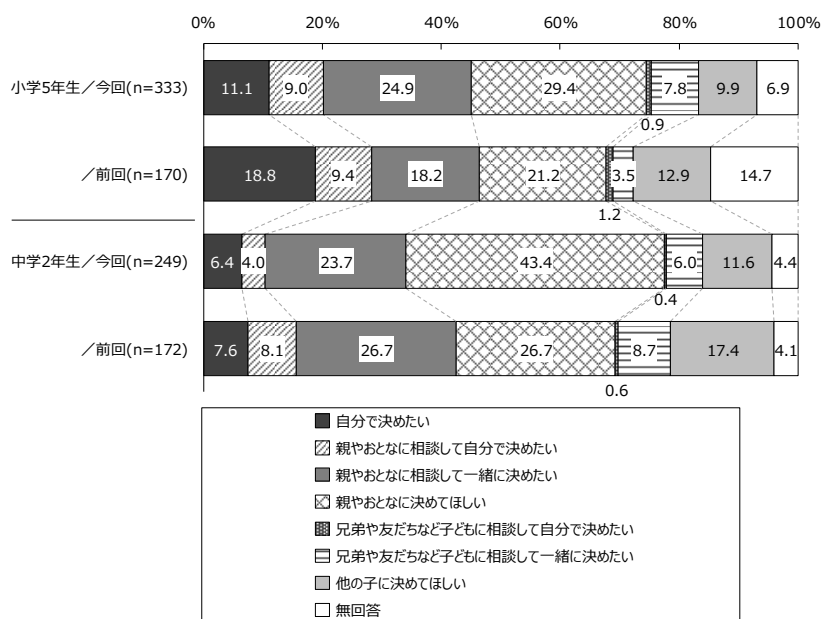 0% 20% 40% 60% 80% 100%
小学5年生／今回(n=333) 11.1 9.0 24.9 29.4 7.8 9.9 6.9
0.9
／前回(n=170) 18.8 9.4 18.2 21.2 3.5 12.9 14.7
1.2
中学2年生／今回(n=249) 6.4 4.0 23.7 43.4 6.0 11.6 4.4
0.4
／前回(n=172) 7.6 8.1 26.7 26.7 8.7 17.4 4.1
0.6
自分で決めたい
親やおとなに相談して自分で決めたい
親やおとなに相談して一緒に決めたい
親やおとなに決めてほしい
兄弟や友だちなど子どもに相談して自分で決めたい
兄弟や友だちなど子どもに相談して一緒に決めたい
他の子に決めてほしい
無回答